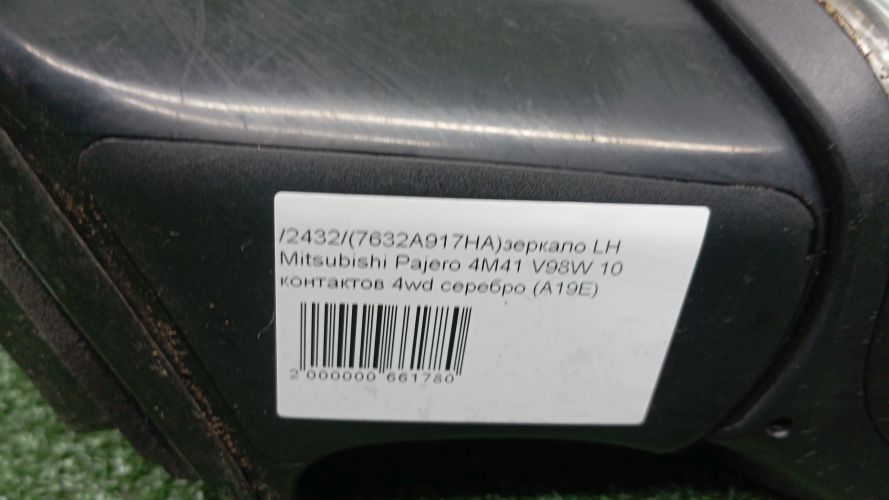 /2432/(7632A917HA)зеркало LH
Mitsubishi Pajero 4M41 V98W 10
контактов 4wd серебро (A19E)
2 000000 661780